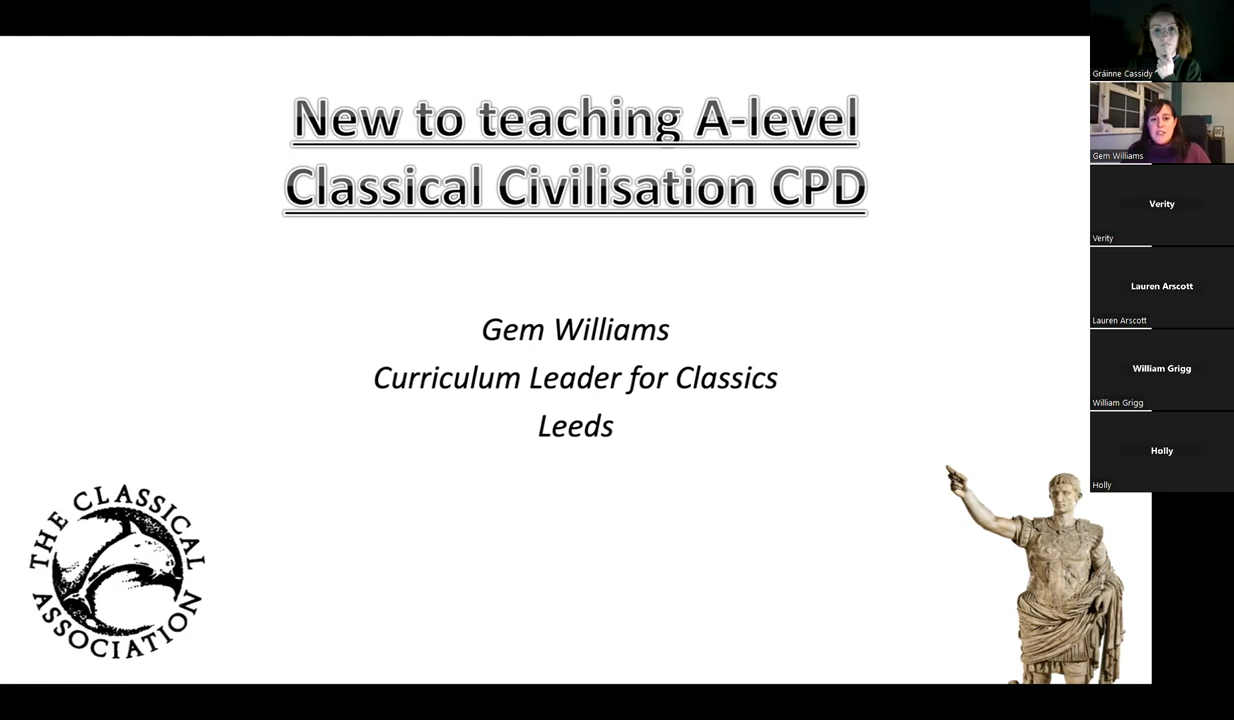 New to teaching A-level
Classical Civilisation CPD
Gem Williams
Curriculum Leader for Classics
Leeds
THE CLASSICAL
ASSOCIATION
Gráinne Cassidy
Gem Williams
Verity
Verity
Lauren Arscott
Lauren Arscott
William Grigg
William Grigg
Holly
Holly